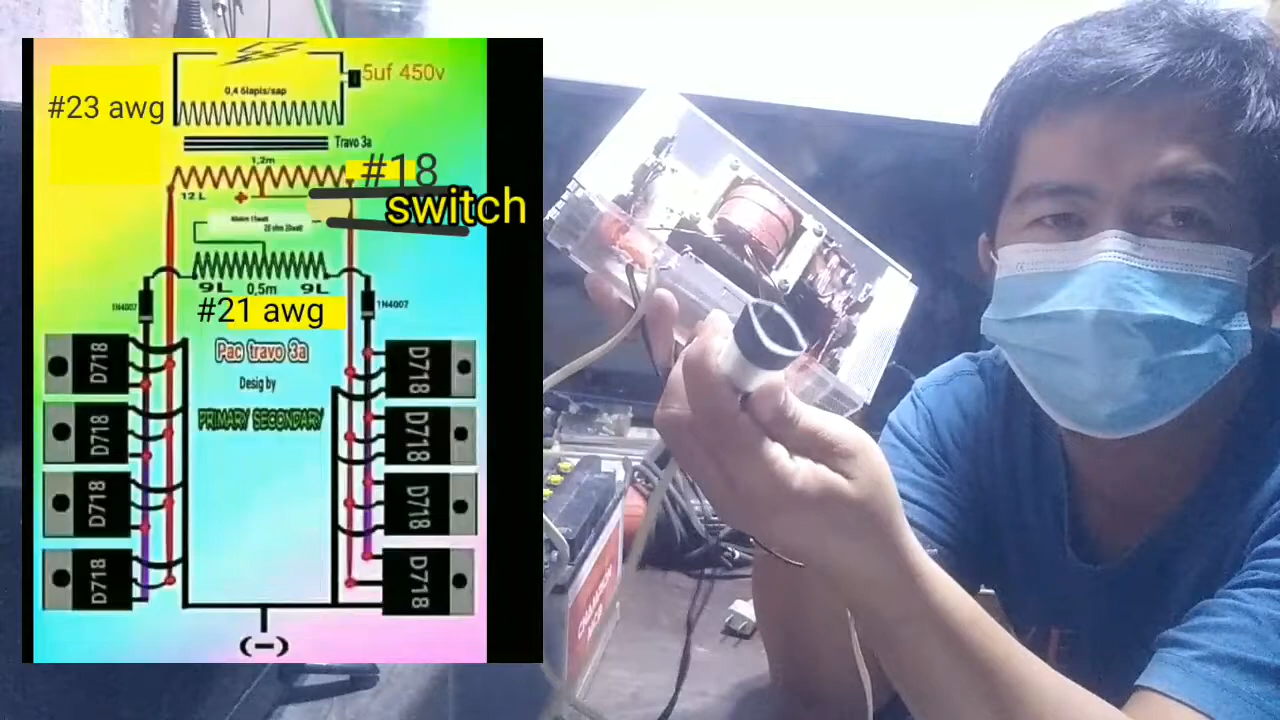 5uf 450v
0,4 6lapis/sap
#23 awg
Travo 3a
1,2m
#18
12 L
+
switch
20 ohm 20watt
9L 0,5m 9L
1N4007
1N4007
#21 awg
Pac travo 3a
Desig by
PRIMARY SECONDARY
D718
D718
D718
D718
D718
D718
D718
D718
(-)